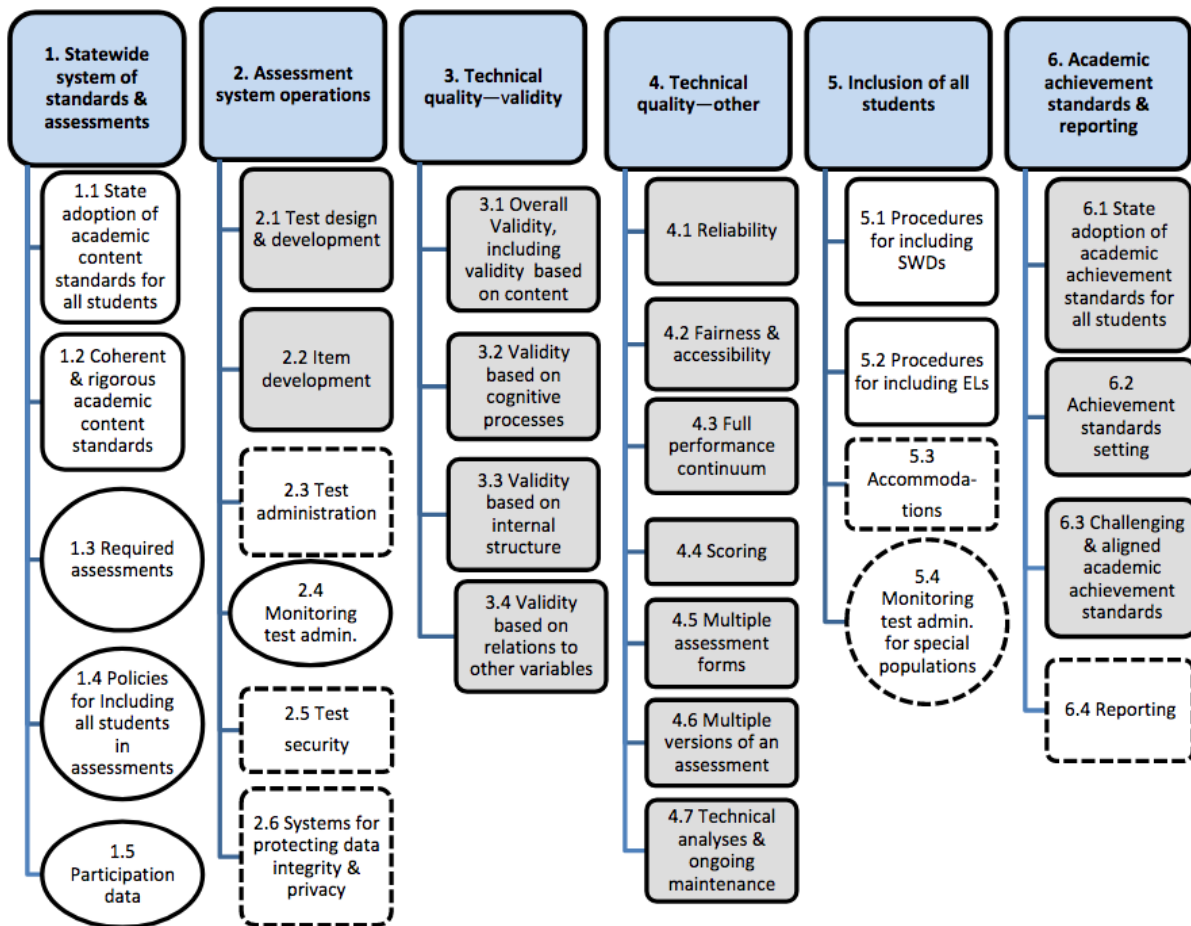 1. Statewide
system of
standards &
assessments
1.1 State
adoption of
academic
content
standards for
all students
1.2 Coherent
& rigorous
academic
content
standards
1.3 Required
assessments
1.4 Policies
for Including
all students
in
assessments
1.5
Participation
data
2. Assessment
system operations
2.1 Test design
& development
2.2 Item
development
2.3 Test
administration
2.4
Monitoring
test admin.
2.5 Test
security
2.6 Systems for
protecting data
integrity &
privacy
3. Technical
quality—validity
3.1 Overall
Validity,
including
validity based
on content
3.2 Validity
based on
cognitive
processes
3.3 Validity
based on
internal
structure
3.4 Validity
based on
relations to
other variables
4. Technical
quality—other
4.1 Reliability
4.2 Fairness &
accessibility
4.3 Full
performance
continuum
4.4 Scoring
4.5 Multiple
assessment
forms
4.6 Multiple
versions of an
assessment
4.7 Technical
analyses &
ongoing
maintenance
5. Inclusion of all
students
5.1 Procedures
for including
SWDs
5.2 Procedures
for including ELs
5.3
Accommoda-
tions
5.4
Monitoring
test admin.
for special
populations
6. Academic
achievement
standards &
reporting
6.1 State
adoption of
academic
achievement
standards for
all students
6.2
Achievement
standards
setting
6.3 Challenging
& aligned
academic
achievement
standards
6.4 Reporting